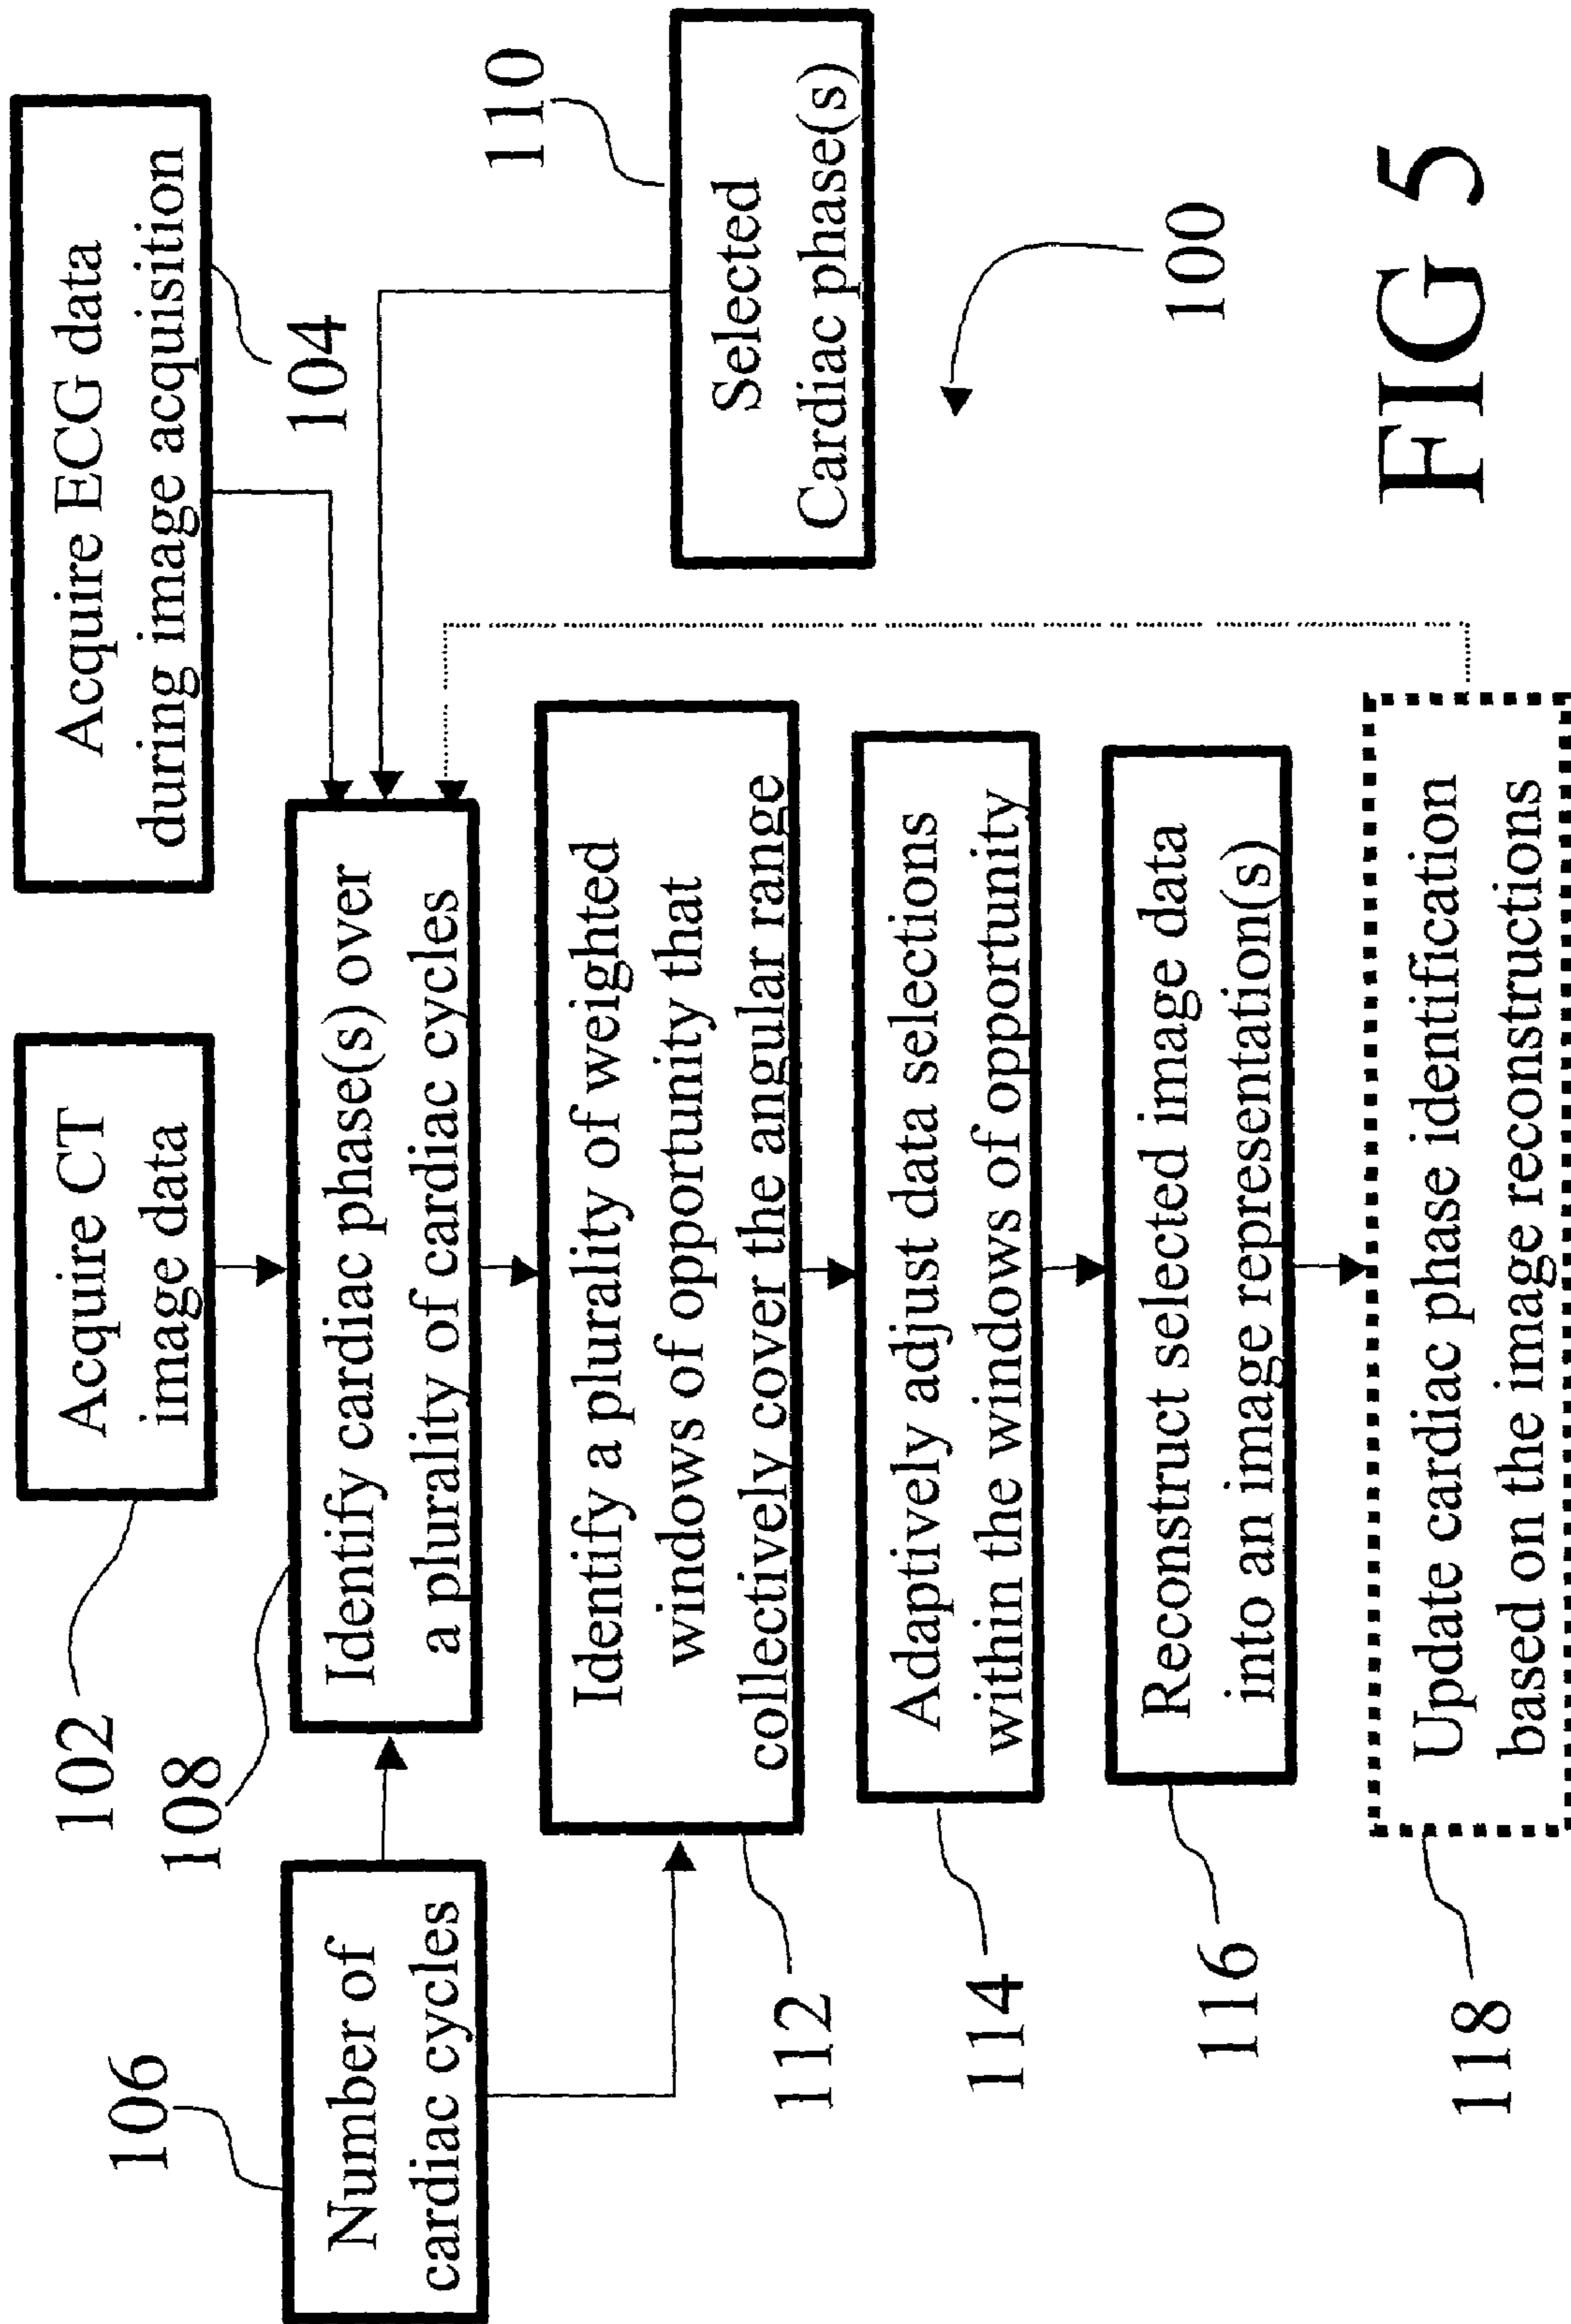 102
Acquire CT
image data
Acquire ECG data
during image acquisition
104
106
Number of
cardiac cycles
108
Identify cardiac phase(s) over
a plurality of cardiac cycles
110
Selected
Cardiac phase(s)
112
Identify a plurality of weighted
windows of opportunity that
collectively cover the angular range
114
Adaptively adjust data selections
within the windows of opportunity
116
Reconstruct selected image data
into an image representation(s)
118
Update cardiac phase identification
based on the image reconstructions
100
FIG 5